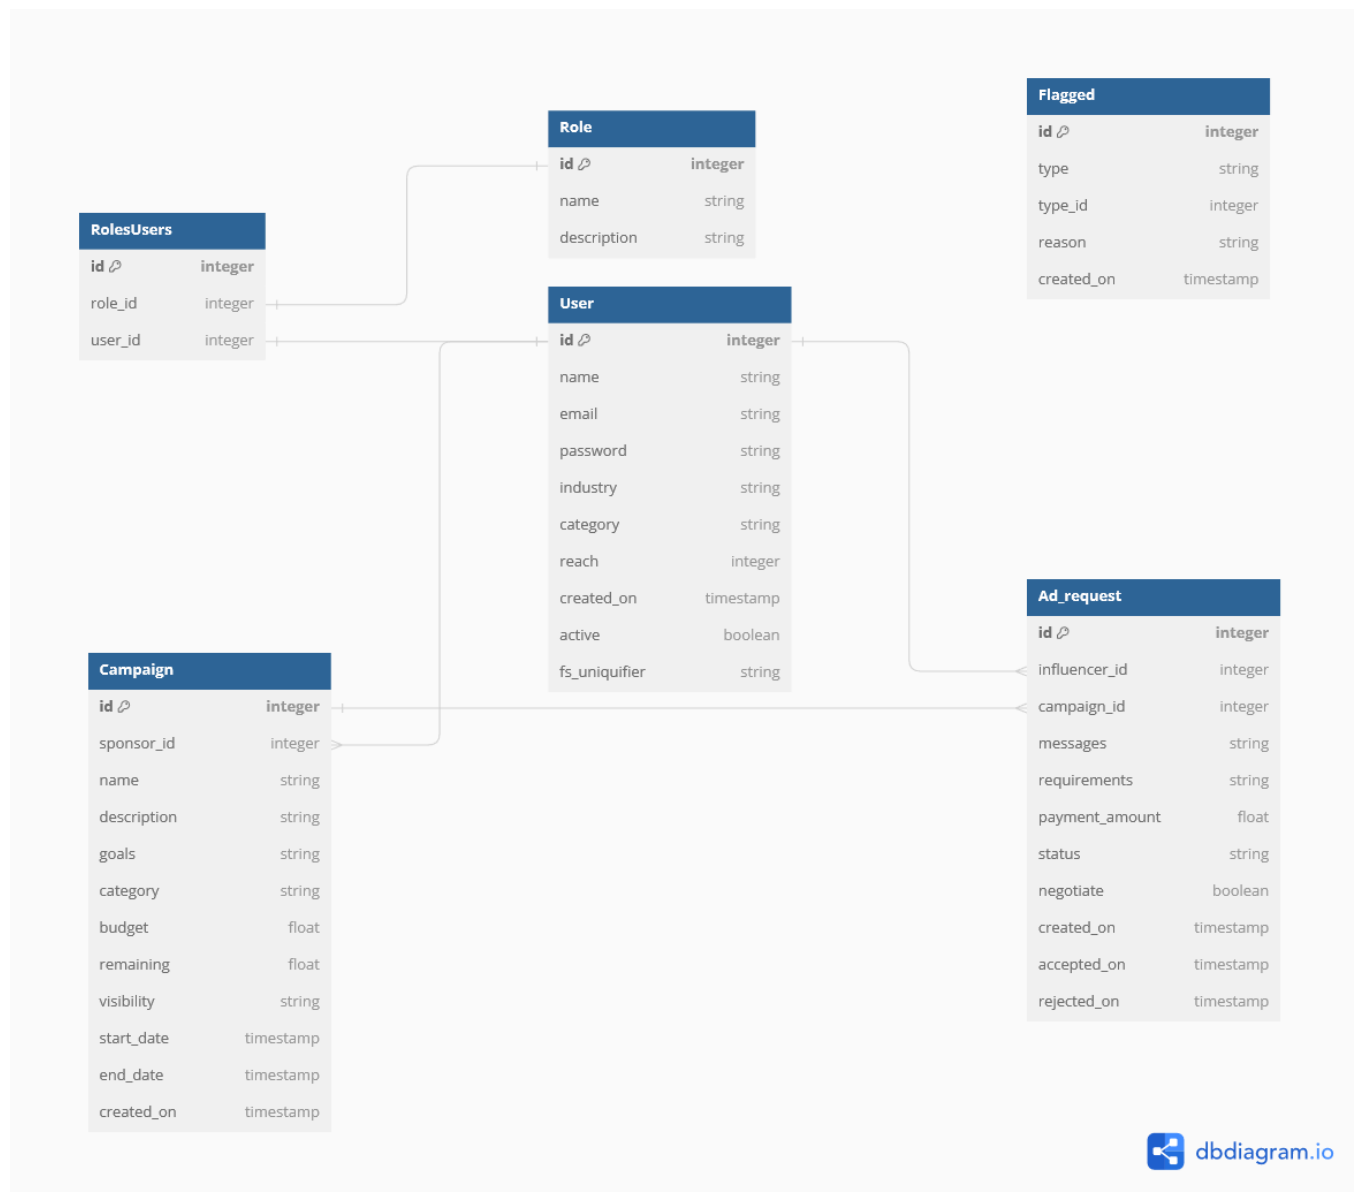 Flagged
id integer
type string
type_id integer
reason string
created_on timestamp
Role
id integer
name string
description string
RolesUsers
id integer
role_id integer
user_id integer
User
id integer
name string
email string
password string
industry string
category string
reach integer
created_on timestamp
active boolean
fs_uniquifier string
Ad_request
id integer
influencer_id integer
campaign_id integer
messages string
requirements string
payment_amount float
status string
negotiate boolean
created_on timestamp
accepted_on timestamp
rejected_on timestamp
Campaign
id integer
sponsor_id integer
name string
description string
goals string
category string
budget float
remaining float
visibility string
start_date timestamp
end_date timestamp
created_on timestamp
dbdiagram.io